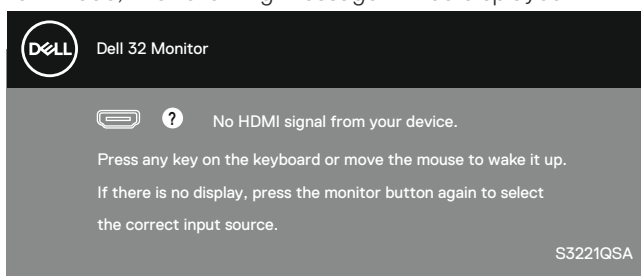 DELL
Dell 32 Monitor
? No HDMI signal from your device.
Press any key on the keyboard or move the mouse to wake it up.
If there is no display, press the monitor button again to select
the correct input source.
S3221QSA